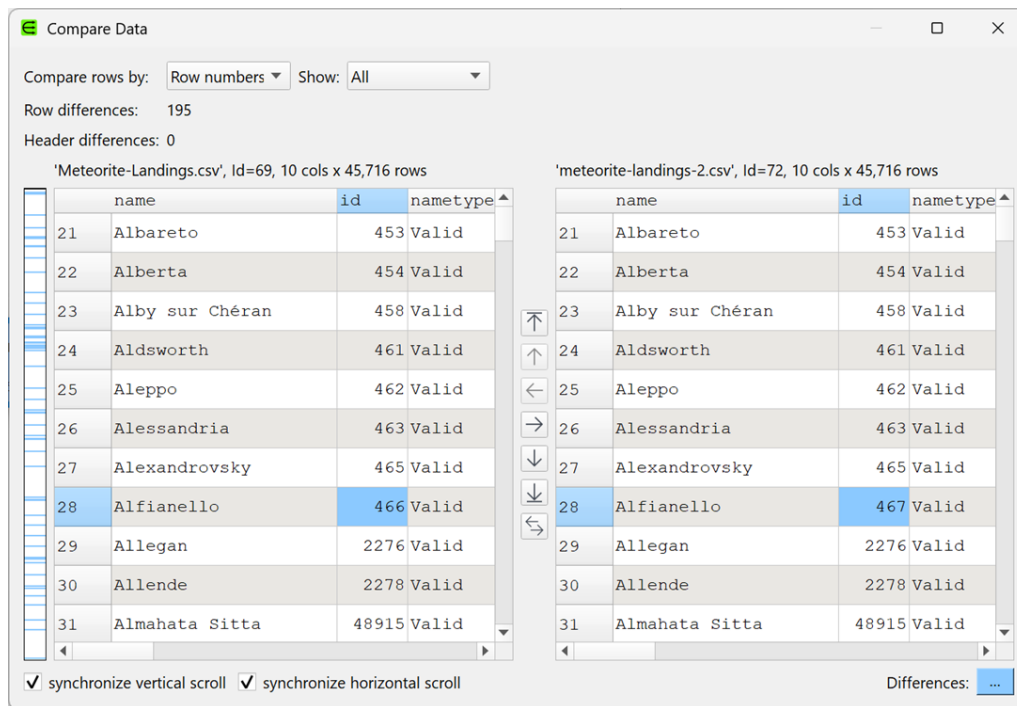 Compare Data
Compare rows by: Row numbers Show: All
Row differences: 195
Header differences: 0
'Meteorite-Landings.csv', Id=69, 10 cols x 45,716 rows
name id nametype
21 Albareto 453 Valid
22 Alberta 454 Valid
23 Alby sur Chéran 458 Valid
24 Aldsworth 461 Valid
25 Aleppo 462 Valid
26 Alessandria 463 Valid
27 Alexandrovsky 465 Valid
28 Alfianello 466 Valid
29 Allegan 2276 Valid
30 Allende 2278 Valid
31 Almahata Sitta 48915 Valid
'meteorite-landings-2.csv', Id=72, 10 cols x 45,716 rows
name id nametype
21 Albareto 453 Valid
22 Alberta 454 Valid
23 Alby sur Chéran 458 Valid
24 Aldsworth 461 Valid
25 Aleppo 462 Valid
26 Alessandria 463 Valid
27 Alexandrovsky 465 Valid
28 Alfianello 467 Valid
29 Allegan 2276 Valid
30 Allende 2278 Valid
31 Almahata Sitta 48915 Valid
synchronize vertical scroll synchronize horizontal scroll
Differences: ...